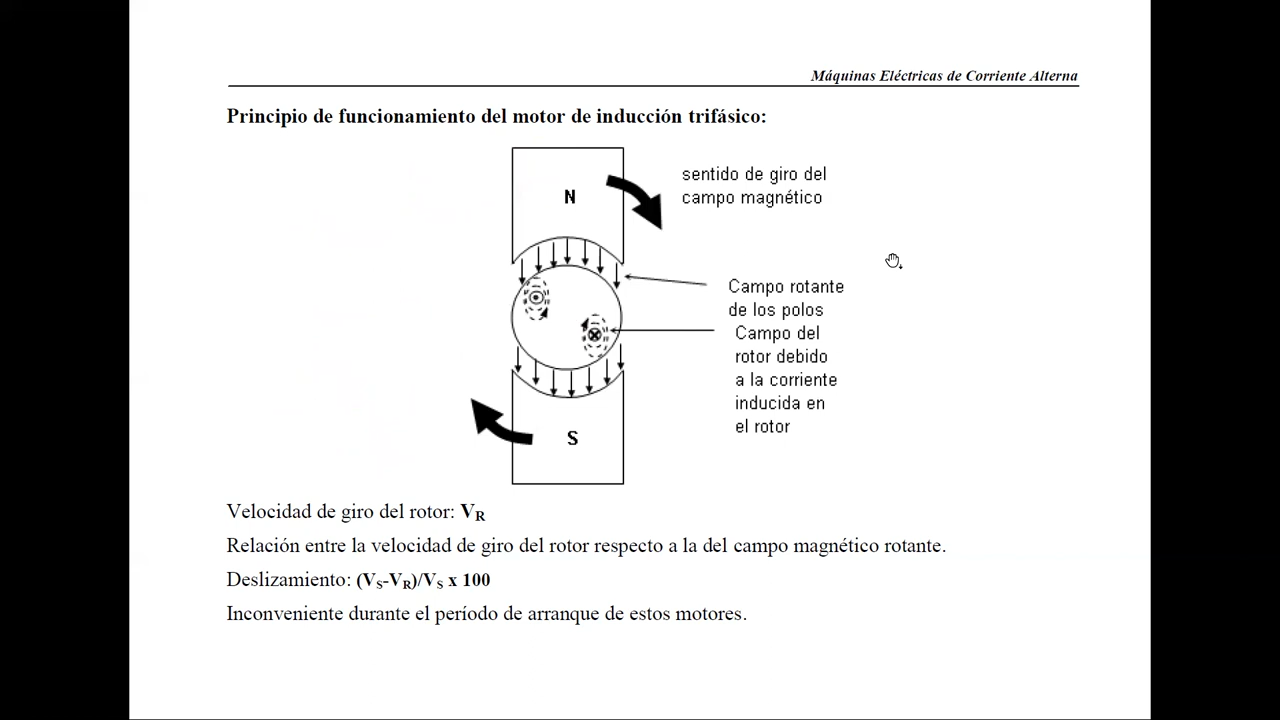 Máquinas Eléctricas de Corriente Alterna
Principio de funcionamiento del motor de inducción trifásico:
N
sentido de giro del
campo magnético
Campo rotante
de los polos
Campo del
rotor debido
a la corriente
inducida en
el rotor
S
Velocidad de giro del rotor: VR
Relación entre la velocidad de giro del rotor respecto a la del campo magnético rotante.
Deslizamiento: (VS-VR)/VS x 100
Inconveniente durante el período de arranque de estos motores.